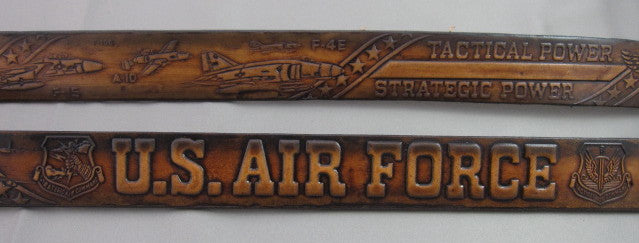 F-4E
TACTICAL POWER
A-10
F-15
STRATEGIC POWER
U.S. AIR FORCE